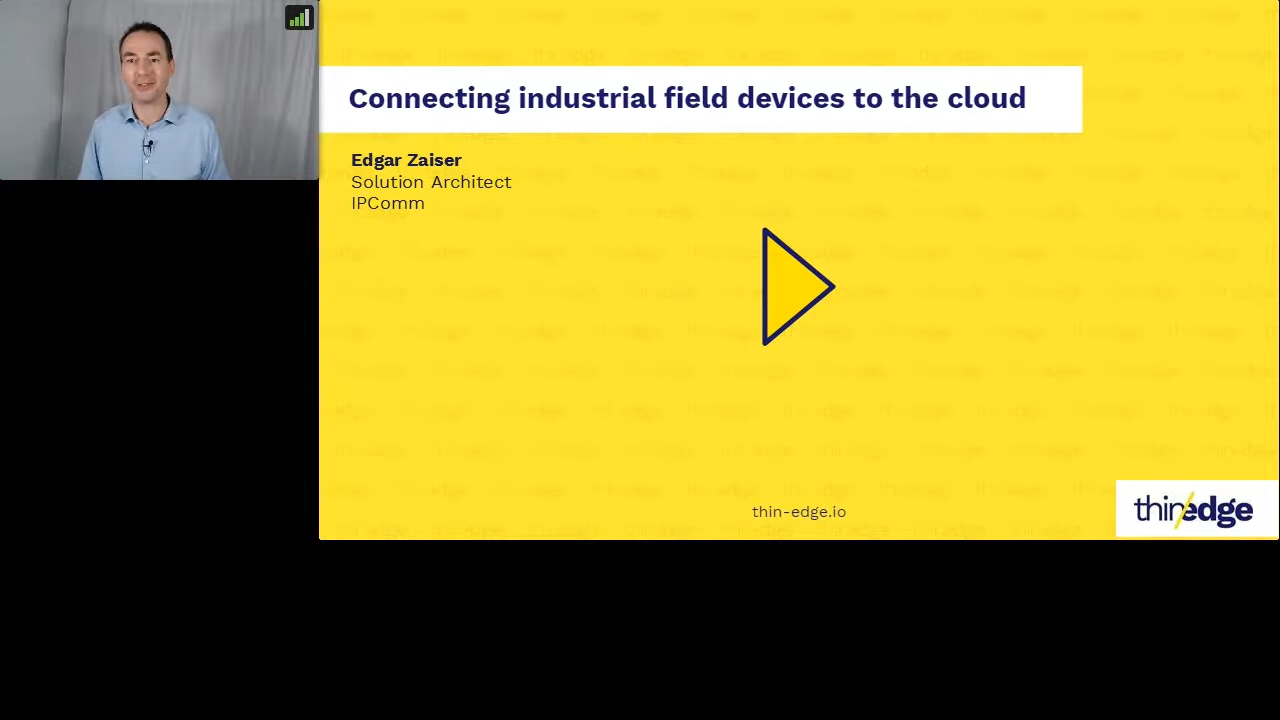 Connecting industrial field devices to the cloud
Edgar Zaiser
Solution Architect
IPComm
thin-edge.io
thin/edge